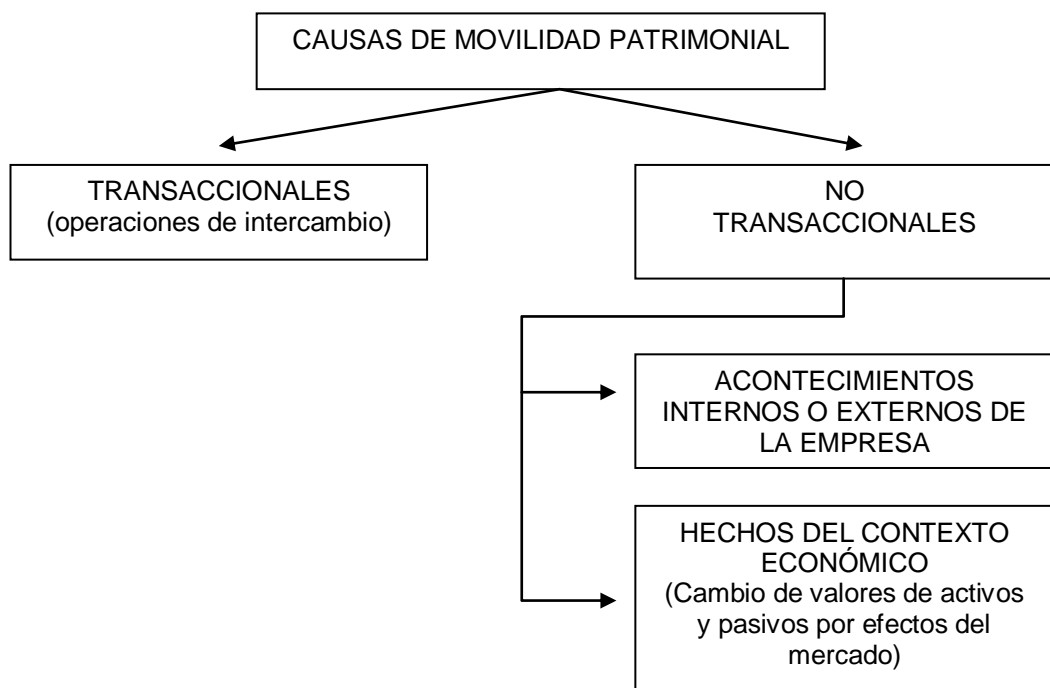 CAUSAS DE MOVILIDAD PATRIMONIAL
TRANSACCIONALES
(operaciones de intercambio)
NO
TRANSACCIONALES
ACONTECIMIENTOS
INTERNOS O EXTERNOS DE
LA EMPRESA
HECHOS DEL CONTEXTO
ECONÓMICO
(Cambio de valores de activos
y pasivos por efectos del
mercado)